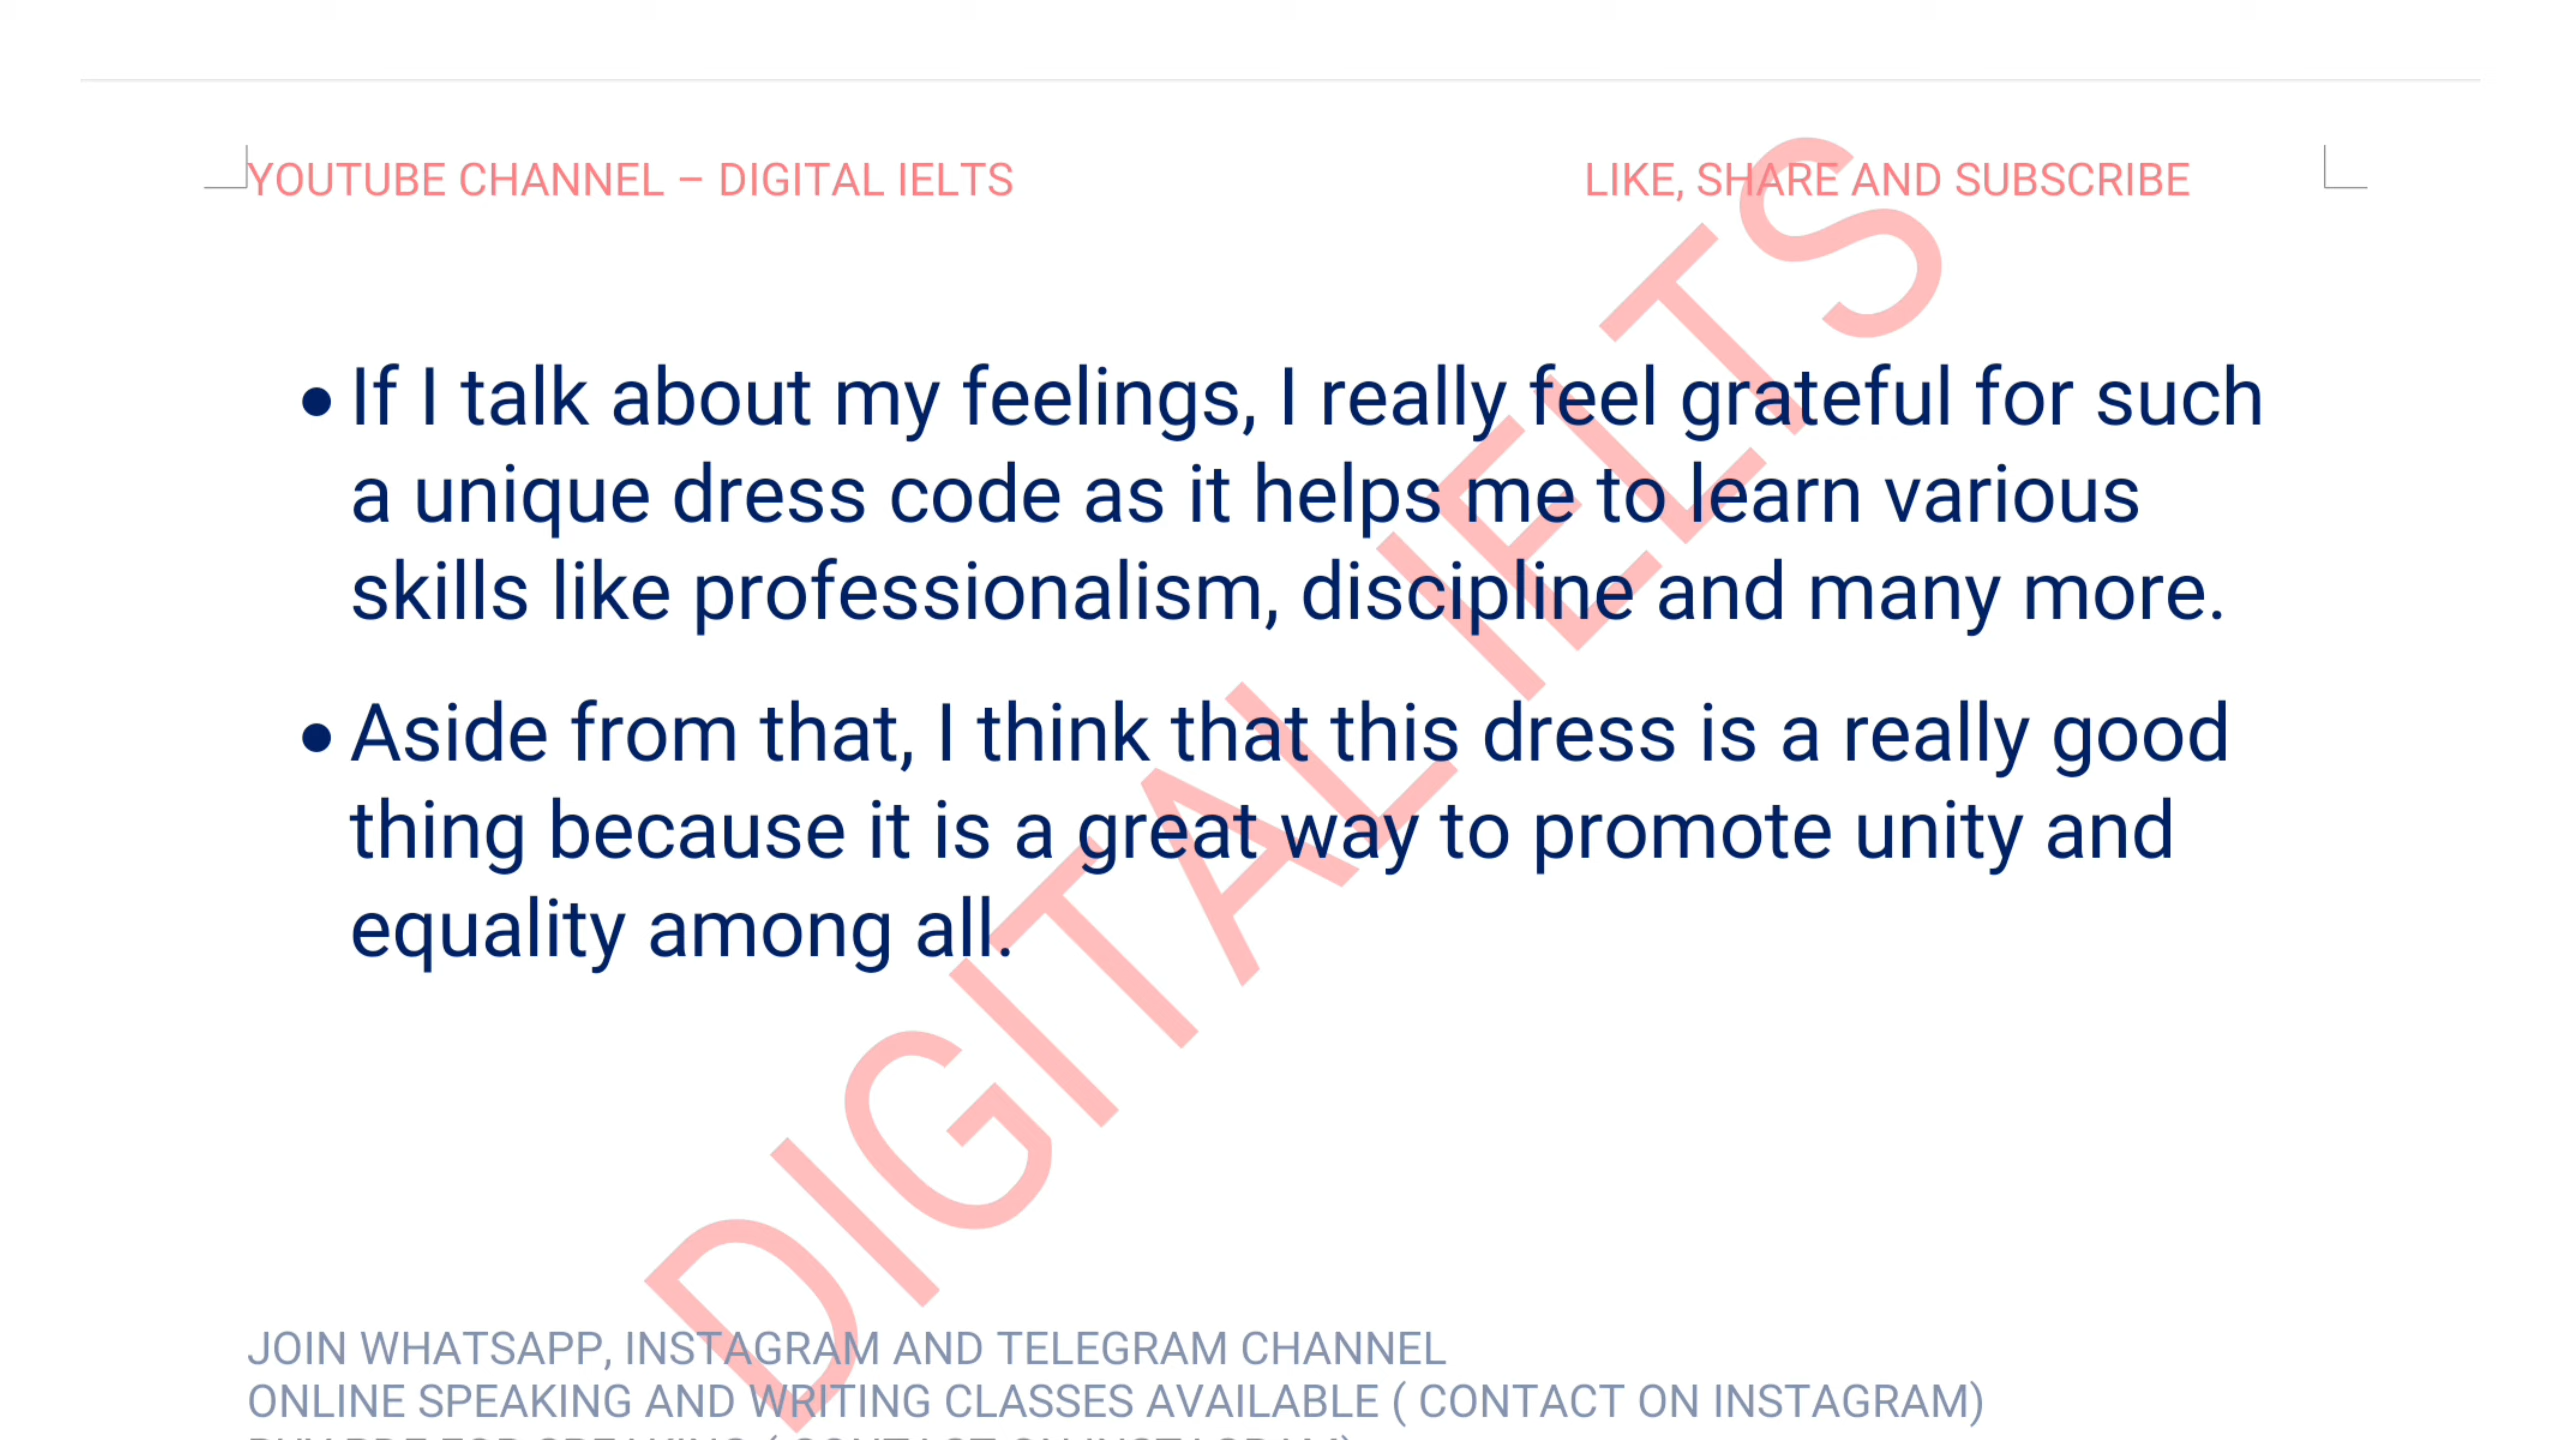 YOUTUBE CHANNEL – DIGITAL IELTS LIKE, SHARE AND SUBSCRIBE
• If I talk about my feelings, I really feel grateful for such
a unique dress code as it helps me to learn various
skills like professionalism, discipline and many more.
• Aside from that, I think that this dress is a really good
thing because it is a great way to promote unity and
equality among all.
DIGITAL IELTS
JOIN WHATSAPP, INSTAGRAM AND TELEGRAM CHANNEL
ONLINE SPEAKING AND WRITING CLASSES AVAILABLE ( CONTACT ON INSTAGRAM)